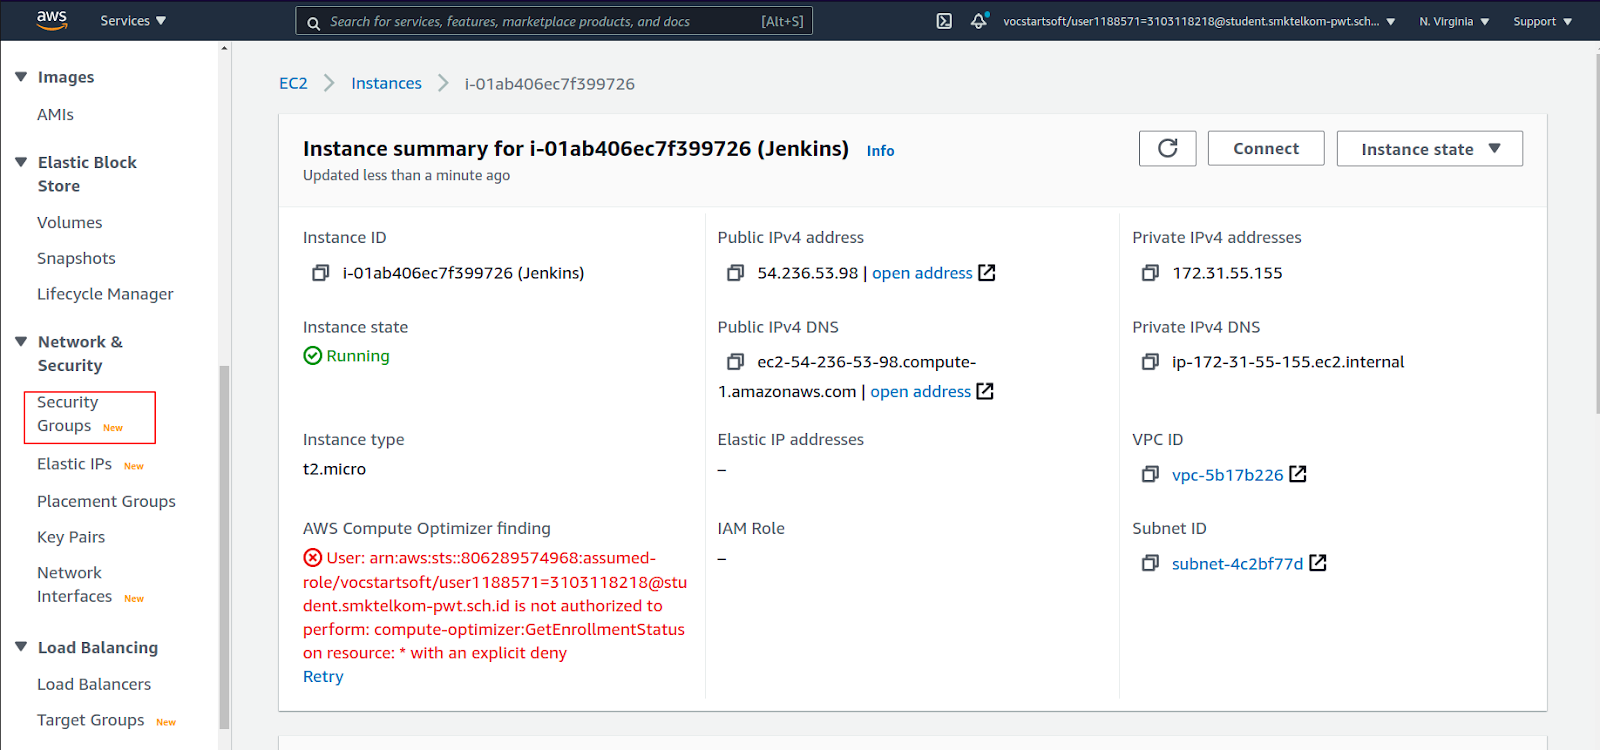 aws
Services
Search for services, features, marketplace products, and docs [Alt+S]
vocstartsoft/user1188571=3103118218@student.smktelkom-pwt.sch...
N. Virginia
Support
Images
AMIs
Elastic Block
Store
Volumes
Snapshots
Lifecycle Manager
Network &
Security
Security
Groups New
Elastic IPs New
Placement Groups
Key Pairs
Network
Interfaces New
Load Balancing
Load Balancers
Target Groups New
EC2 > Instances > i-01ab406ec7f399726
Instance summary for i-01ab406ec7f399726 (Jenkins) Info
Updated less than a minute ago
Connect
Instance state
Instance ID
i-01ab406ec7f399726 (Jenkins)
Instance state
Running
Instance type
t2.micro
AWS Compute Optimizer finding
User: arn:aws:sts::806289574968:assumed-
role/vocstartsoft/user1188571=3103118218@stu
dent.smktelkom-pwt.sch.id is not authorized to
perform: compute-optimizer:GetEnrollmentStatus
on resource: * with an explicit deny
Retry
Public IPv4 address
54.236.53.98 | open address
Public IPv4 DNS
ec2-54-236-53-98.compute-
1.amazonaws.com | open address
Elastic IP addresses
–
IAM Role
–
Private IPv4 addresses
172.31.55.155
Private IPv4 DNS
ip-172-31-55-155.ec2.internal
VPC ID
vpc-5b17b226
Subnet ID
subnet-4c2bf77d